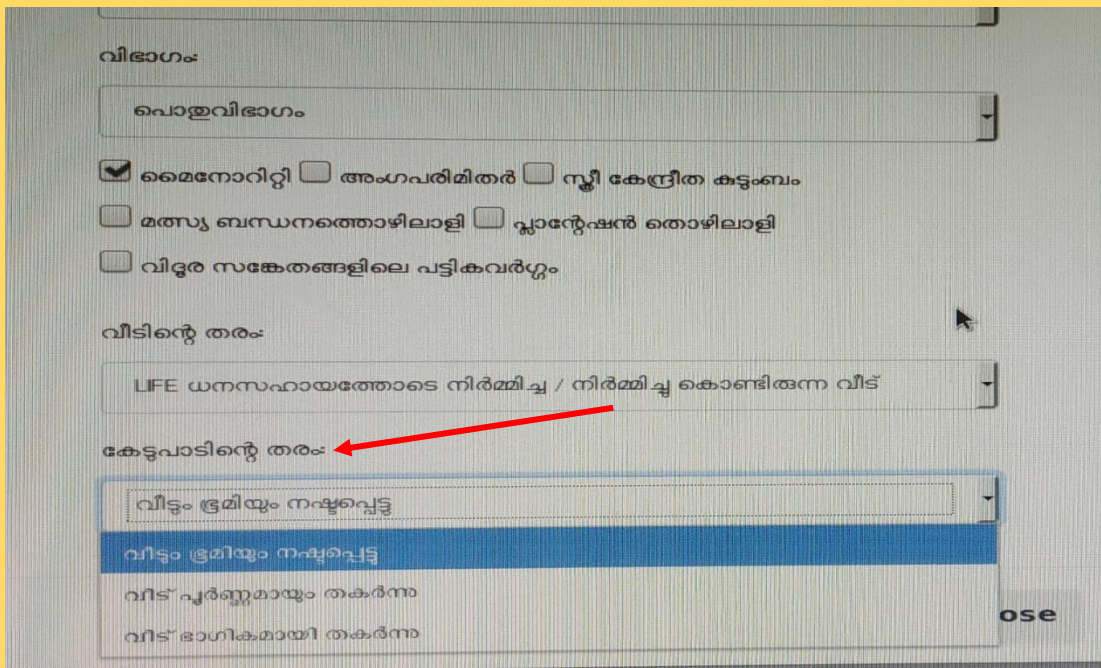 വിഭാഗം:
പൊതുവിഭാഗം
മൈനോറിറ്റി അംഗപരിമിതർ സ്ത്രീ കേന്ദ്രീത കുടുംബം
മത്സ്യ ബന്ധനത്തൊഴിലാളി പ്ലാന്റേഷൻ തൊഴിലാളി
വിദൂര സങ്കേതങ്ങളിലെ പട്ടികവർഗ്ഗം
വീടിന്റെ തരം:
LIFE ധനസഹായത്തോടെ നിർമ്മിച്ച / നിർമ്മിച്ചു കൊണ്ടിരുന്ന വീട്
കേടുപാടിന്റെ തരം:
വീടും ഭൂമിയും നഷ്ടപ്പെട്ടു
വീടും ഭൂമിയും നഷ്ടപ്പെട്ടു
വീട് പൂർണ്ണമായും തകർന്നു
വീട് ഭാഗികമായി തകർന്നു
ose